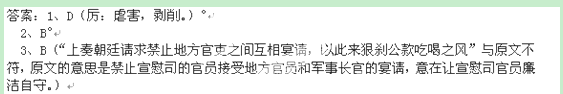 答案：1、D（厉：虐害，剥削。）
2、B
3、B（“上奏朝廷请求禁止地方官吏之间互相宴请，以此来狠刹公款吃喝之风”与原文不
符，原文的意思是禁止宣慰司的官员接受地方官员和军事长官的宴请，意在让宣慰司官员廉
洁自守。）